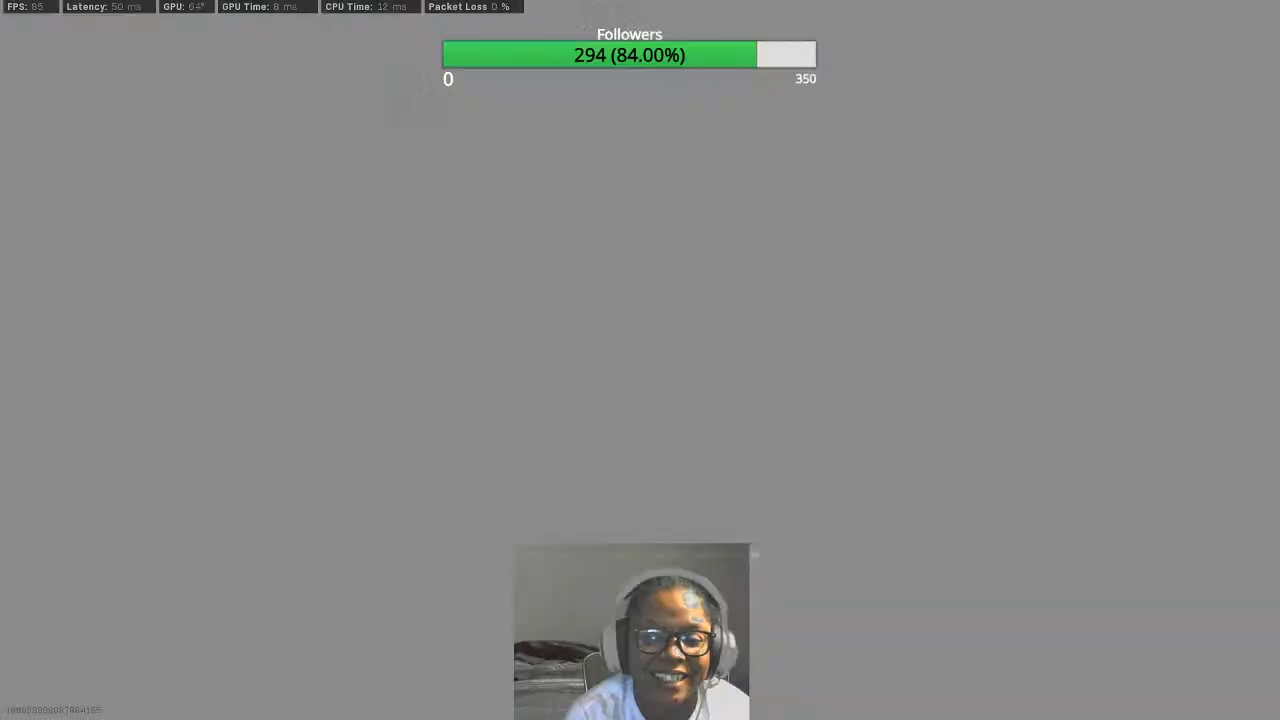 FPS: 85 Latency: 50 ms GPU: 64° GPU Time: 8 ms CPU Time: 12 ms Packet Loss 0 %
Followers
294 (84.00%)
0 350